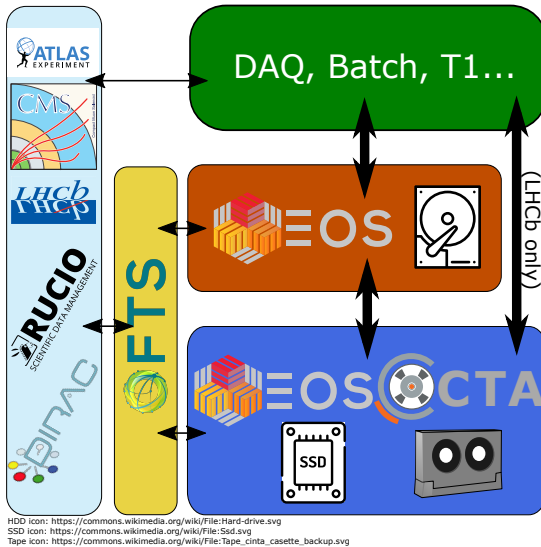 ATLAS
EXPERIMENT
CMS
LHCb
LHCb
RUCIO
SCIENTIFIC DATA MANAGEMENT
DIRAC
FTS
DAQ, Batch, T1...
(LHCb only)
EOS
EOS
CTA
SSD
HDD icon: https://commons.wikimedia.org/wiki/File:Hard-drive.svg
SSD icon: https://commons.wikimedia.org/wiki/File:Ssd.svg
Tape icon: https://commons.wikimedia.org/wiki/File:Tape_cinta_casette_backup.svg